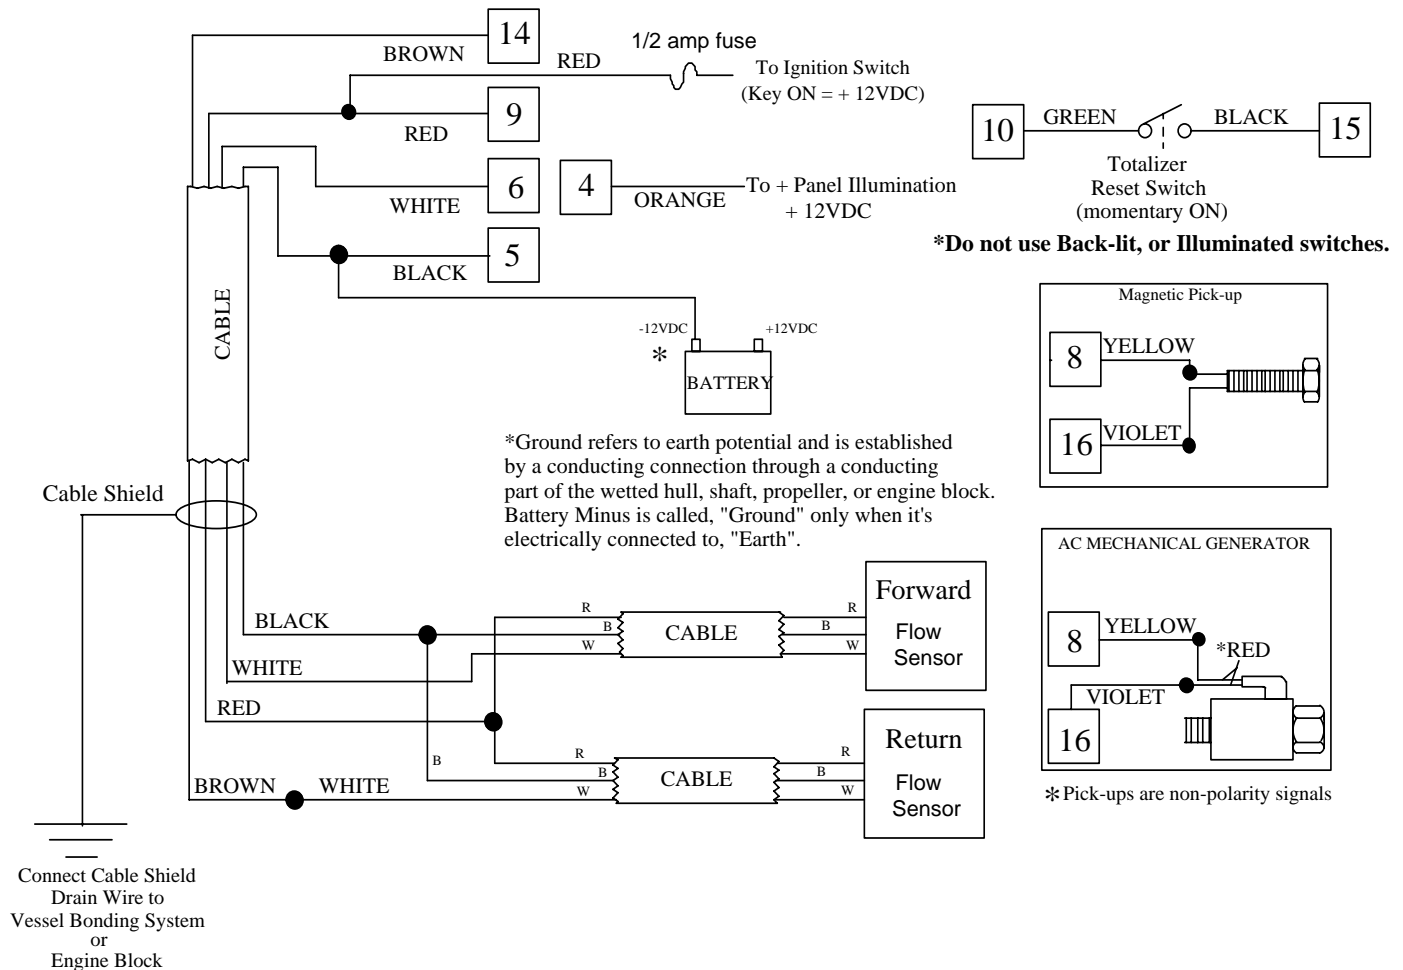 14
BROWN
1/2 amp fuse
RED
To Ignition Switch
(Key ON = + 12VDC)
9
RED
6
WHITE
4
ORANGE
To + Panel Illumination
+ 12VDC
5
BLACK
10
GREEN
BLACK
15
Totalizer
Reset Switch
(momentary ON)
*Do not use Back-lit, or Illuminated switches.
CABLE
-12VDC
+12VDC
*
BATTERY
Magnetic Pick-up
8
YELLOW
16
VIOLET
*Ground refers to earth potential and is established
by a conducting connection through a conducting
part of the wetted hull, shaft, propeller, or engine block.
Battery Minus is called, "Ground" only when it's
electrically connected to, "Earth".
Cable Shield
AC MECHANICAL GENERATOR
8
YELLOW
*RED
VIOLET
16
*Pick-ups are non-polarity signals
BLACK
WHITE
RED
BROWN
WHITE
B
R
B
W
CABLE
R
B
W
Forward
Flow
Sensor
R
B
W
CABLE
R
B
W
Return
Flow
Sensor
Connect Cable Shield
Drain Wire to
Vessel Bonding System
or
Engine Block